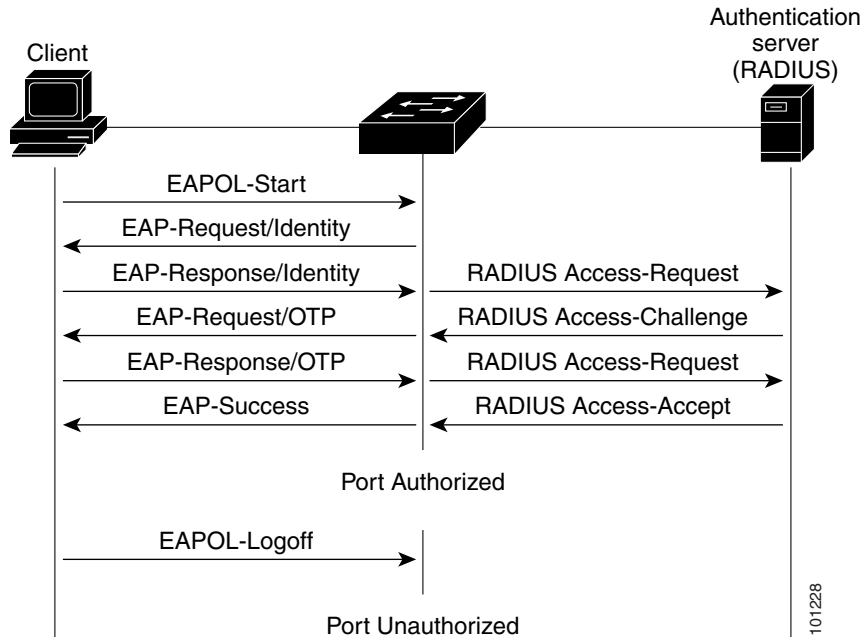 Authentication
server
(RADIUS)
Client
EAPOL-Start
EAP-Request/Identity
EAP-Response/Identity
RADIUS Access-Request
EAP-Request/OTP
RADIUS Access-Challenge
EAP-Response/OTP
RADIUS Access-Request
EAP-Success
RADIUS Access-Accept
Port Authorized
EAPOL-Logoff
Port Unauthorized
101228